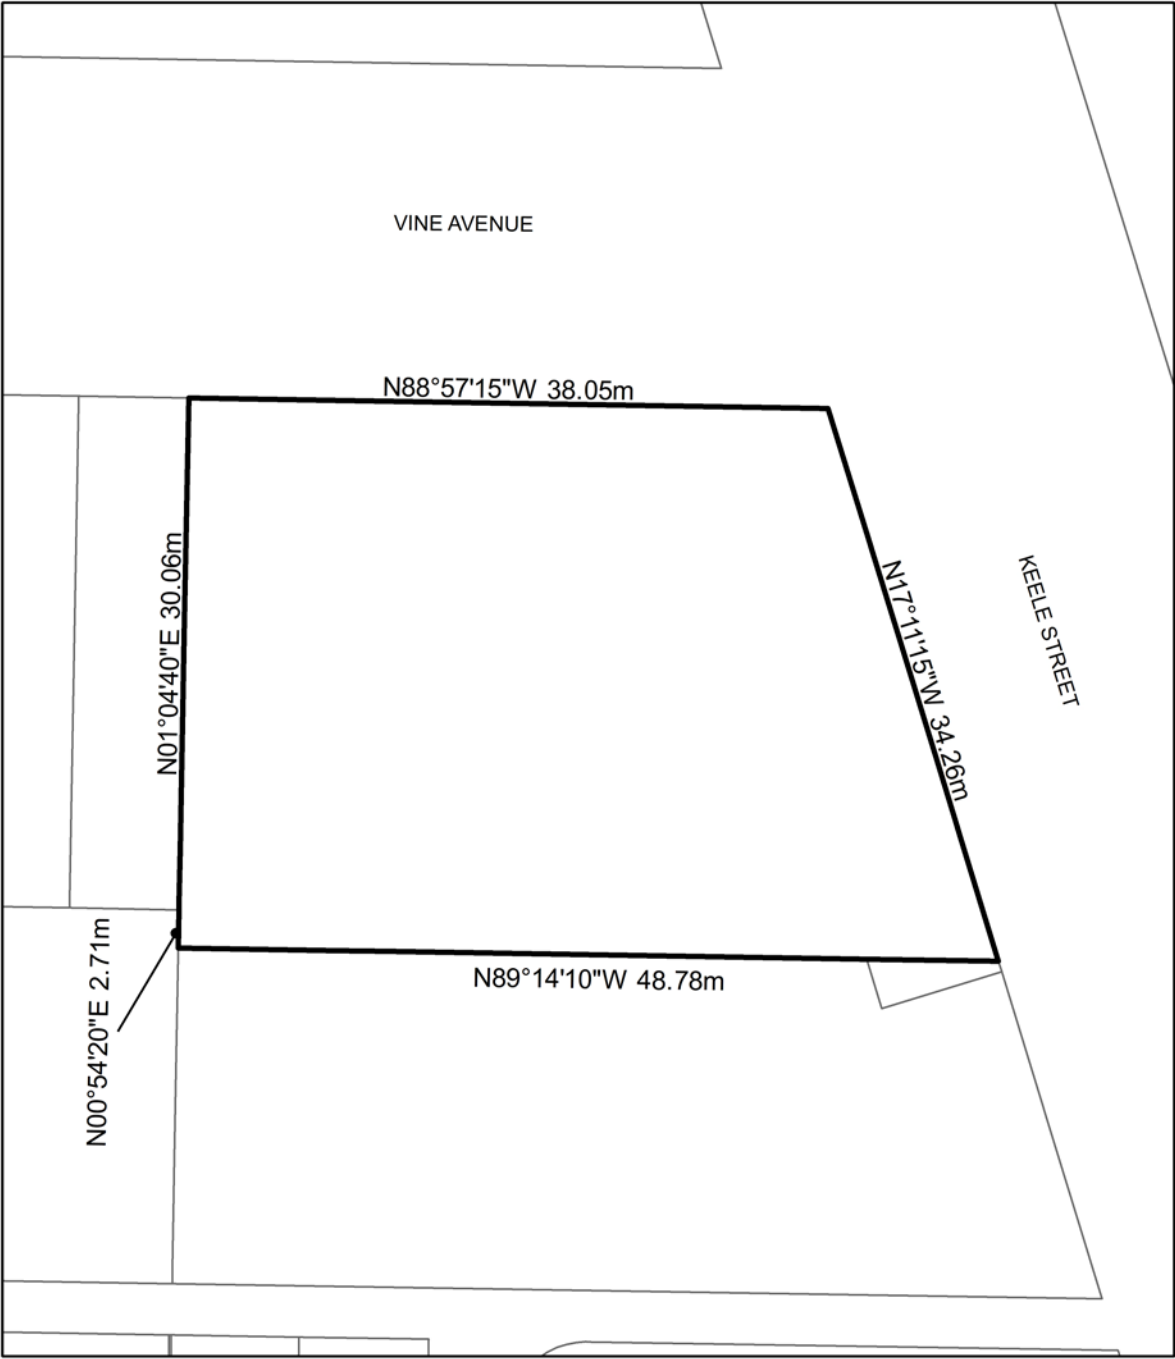 VINE AVENUE
N88°57'15"W 38.05m
N01°04'40"E 30.06m
N17°11'15"W 34.26m
KEELE STREET
N00°54'20"E 2.71m
N89°14'10"W 48.78m